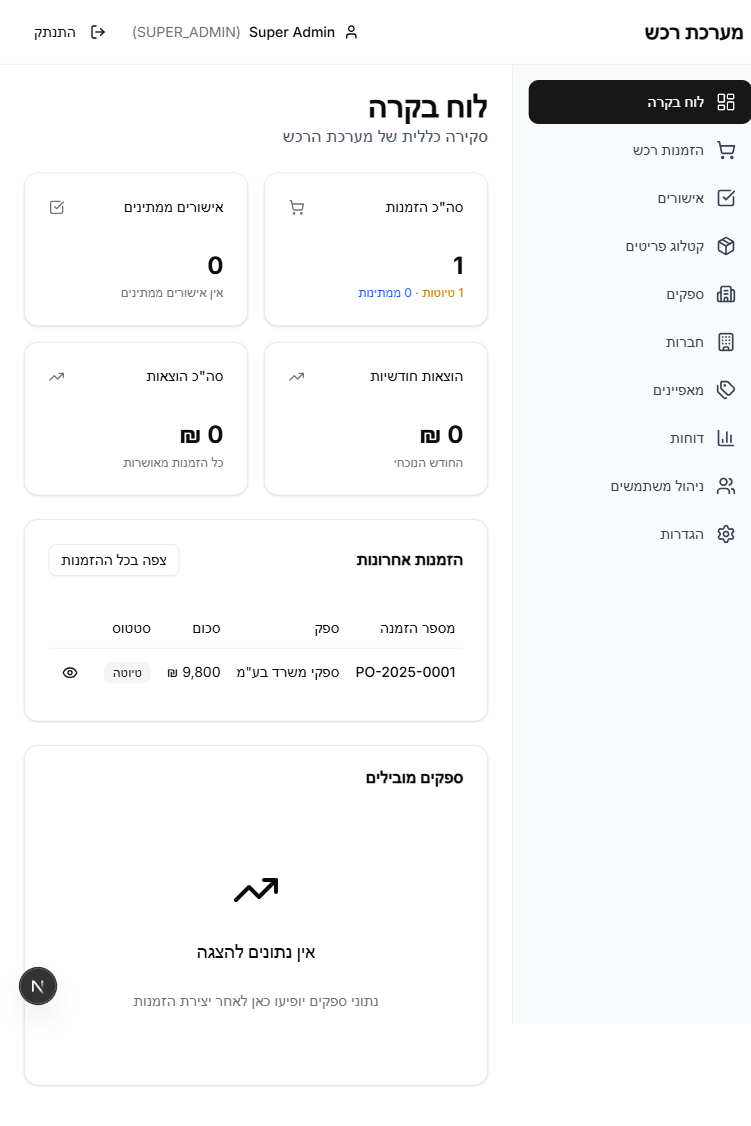 מערכת רכש
Super Admin (SUPER_ADMIN)
התנתק
לוח בקרה
הזמנות רכש
אישורים
קטלוג פריטים
ספקים
חברות
מאפיינים
דוחות
ניהול משתמשים
הגדרות
לוח בקרה
סקירה כללית של מערכת הרכש
סה"כ הזמנות
1
1 טיוטות · 0 ממתינות
אישורים ממתינים
0
אין אישורים ממתינים
הוצאות חודשיות
0 ₪
החודש הנוכחי
סה"כ הוצאות
0 ₪
כל הזמנות מאושרות
הזמנות אחרונות
צפה בכל ההזמנות
מספר הזמנה ספק סכום סטטוס
PO-2025-0001 ספקי משרד בע"מ 9,800 ₪ טיוטה
ספקים מובילים
אין נתונים להצגה
נתוני ספקים יופיעו כאן לאחר יצירת הזמנות
N